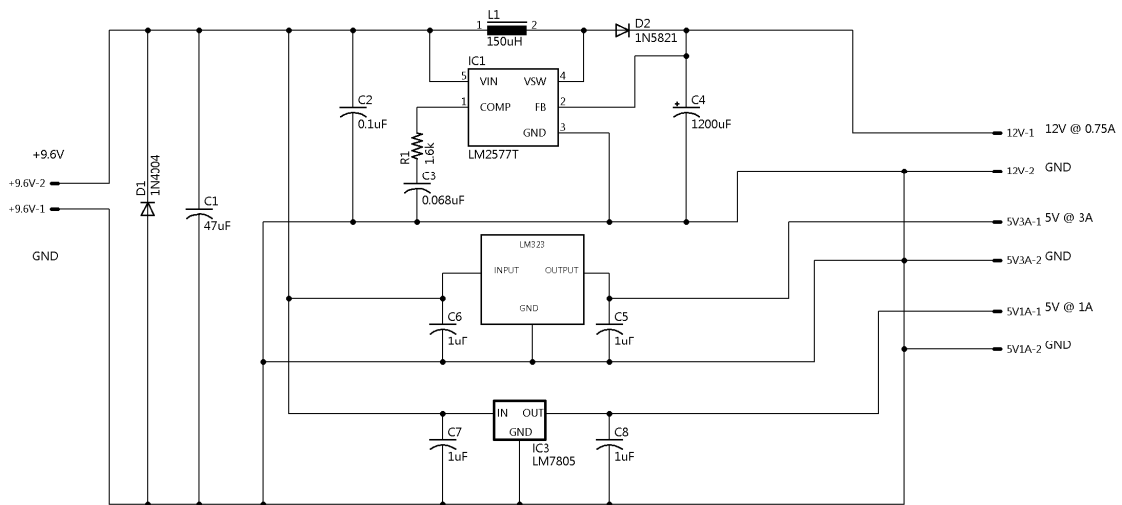 L1
1 2
150uH
D2
1N5821
IC1
5 VIN VSW 4
1 COMP FB 2
GND 3
LM2577T
C2
0.1uF
R1
1.6k
C3
0.068uF
C4
1200uF
+9.6V
+9.6V-2
+9.6V-1
GND
D1
1N4004
C1
47uF
12V-1 12V @ 0.75A
12V-2 GND
5V3A-1 5V @ 3A
5V3A-2 GND
5V1A-1 5V @ 1A
5V1A-2 GND
LM323
INPUT OUTPUT
GND
C6
1uF
C5
1uF
IN OUT
GND
IC3
LM7805
C7
1uF
C8
1uF